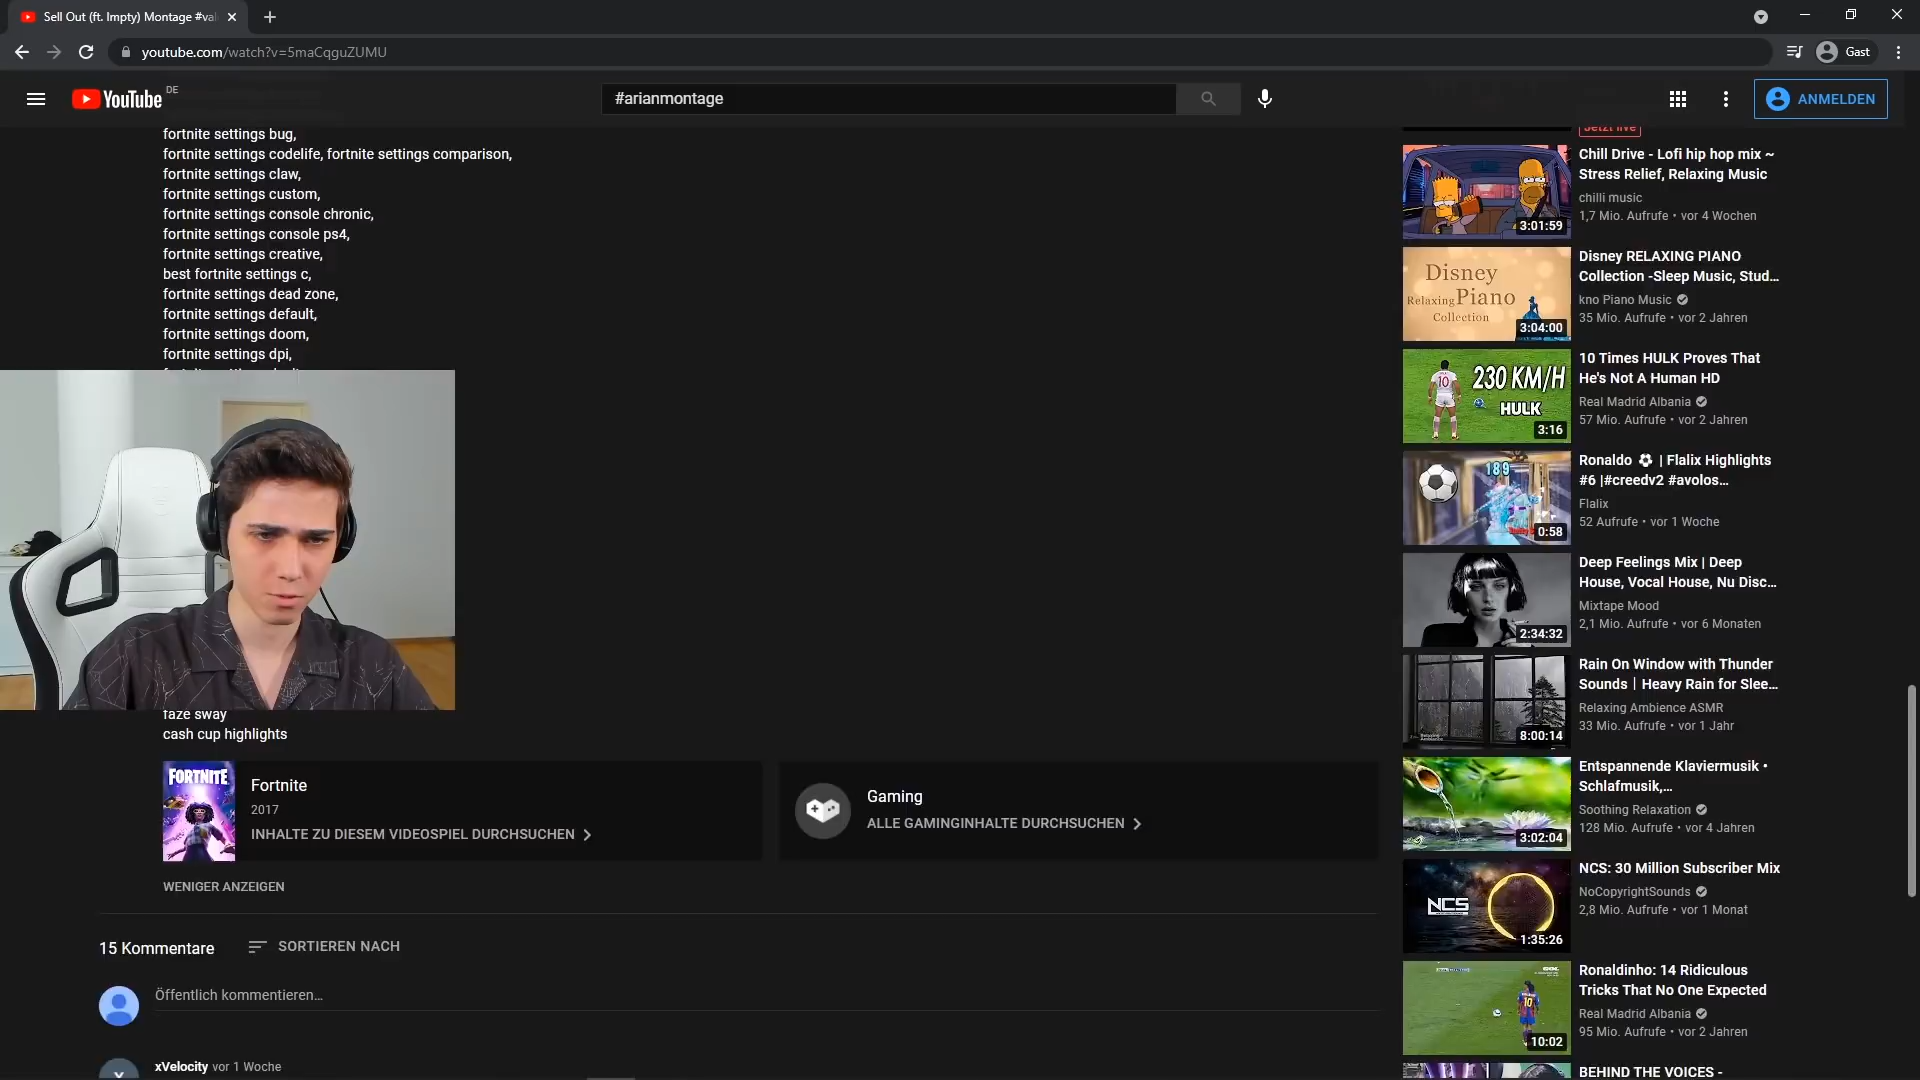 Sell Out (ft. Impty) Montage #val
youtube.com/watch?v=5maCqguZUMU
Gast
YouTube DE
#arianmontage
ANMELDEN
fortnite settings bug,
fortnite settings codelife, fortnite settings comparison,
fortnite settings claw,
fortnite settings custom,
fortnite settings console chronic,
fortnite settings console ps4,
fortnite settings creative,
best fortnite settings c,
fortnite settings dead zone,
fortnite settings default,
fortnite settings doom,
fortnite settings dpi,
faze sway
cash cup highlights
FORTNITE
Fortnite
2017
INHALTE ZU DIESEM VIDEOSPIEL DURCHSUCHEN
Gaming
ALLE GAMINGINHALTE DURCHSUCHEN
WENIGER ANZEIGEN
15 Kommentare
SORTIEREN NACH
Öffentlich kommentieren...
xVelocity vor 1 Woche
Jetzt live
3:01:59
Chill Drive - Lofi hip hop mix ~
Stress Relief, Relaxing Music
chilli music
1,7 Mio. Aufrufe • vor 4 Wochen
Disney
Relaxing Piano
Collection
3:04:00
Disney RELAXING PIANO
Collection -Sleep Music, Stud...
kno Piano Music
35 Mio. Aufrufe • vor 2 Jahren
10
230 KM/H
HULK
3:16
10 Times HULK Proves That
He's Not A Human HD
Real Madrid Albania
57 Mio. Aufrufe • vor 2 Jahren
189
0:58
Ronaldo ⚽ | Flalix Highlights
#6 |#creedv2 #avolos...
Flalix
52 Aufrufe • vor 1 Woche
2:34:32
Deep Feelings Mix | Deep
House, Vocal House, Nu Disc...
Mixtape Mood
2,1 Mio. Aufrufe • vor 6 Monaten
8:00:14
Rain On Window with Thunder
Sounds | Heavy Rain for Slee...
Relaxing Ambience ASMR
33 Mio. Aufrufe • vor 1 Jahr
3:02:04
Entspannende Klaviermusik •
Schlafmusik,...
Soothing Relaxation
128 Mio. Aufrufe • vor 4 Jahren
NCS
1:35:26
NCS: 30 Million Subscriber Mix
NoCopyrightSounds
2,8 Mio. Aufrufe • vor 1 Monat
10
10:02
Ronaldinho: 14 Ridiculous
Tricks That No One Expected
Real Madrid Albania
95 Mio. Aufrufe • vor 2 Jahren
BEHIND THE VOICES -